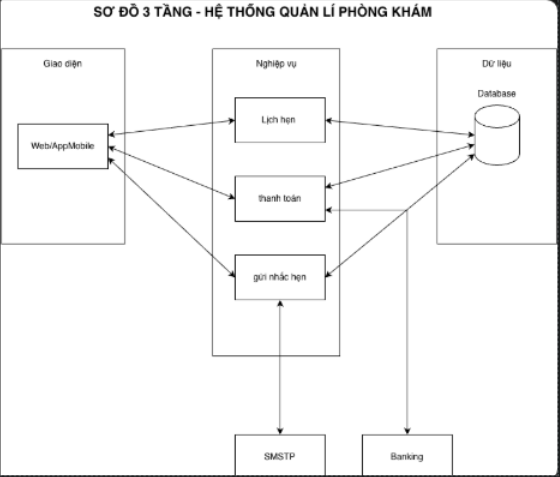 SƠ ĐỒ 3 TẦNG - HỆ THỐNG QUẢN LÍ PHÒNG KHÁM
Giao diện
Nghiệp vụ
Dữ liệu
Database
Lịch hẹn
Web/AppMobile
thanh toán
gửi nhắc hẹn
SMSTP
Banking